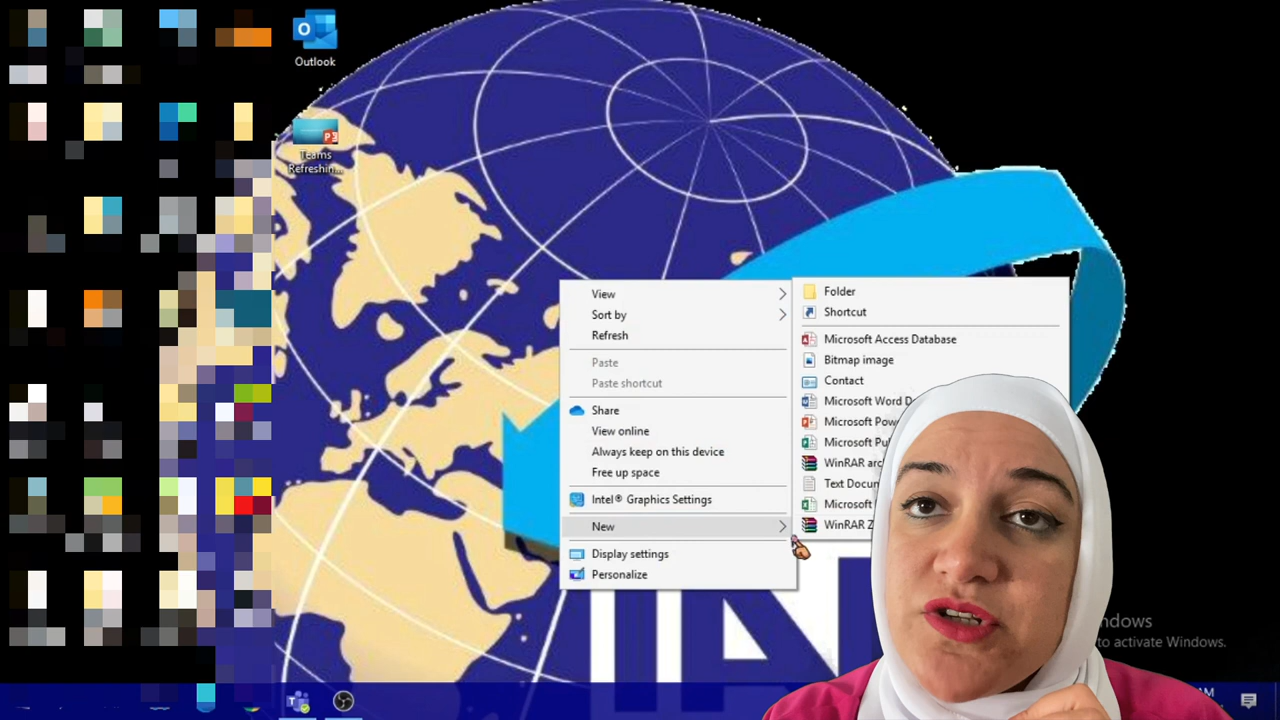 Outlook
Teams
Refreshin...
View
Sort by
Refresh
Paste
Paste shortcut
Share
View online
Always keep on this device
Free up space
Intel® Graphics Settings
New
Display settings
Personalize
Folder
Shortcut
Microsoft Access Database
Bitmap image
Contact
Microsoft Word D
Microsoft Pow
Microsoft Pu
WinRAR arc
Text Docum
Microsoft
WinRAR Z
ndows
to activate Windows.